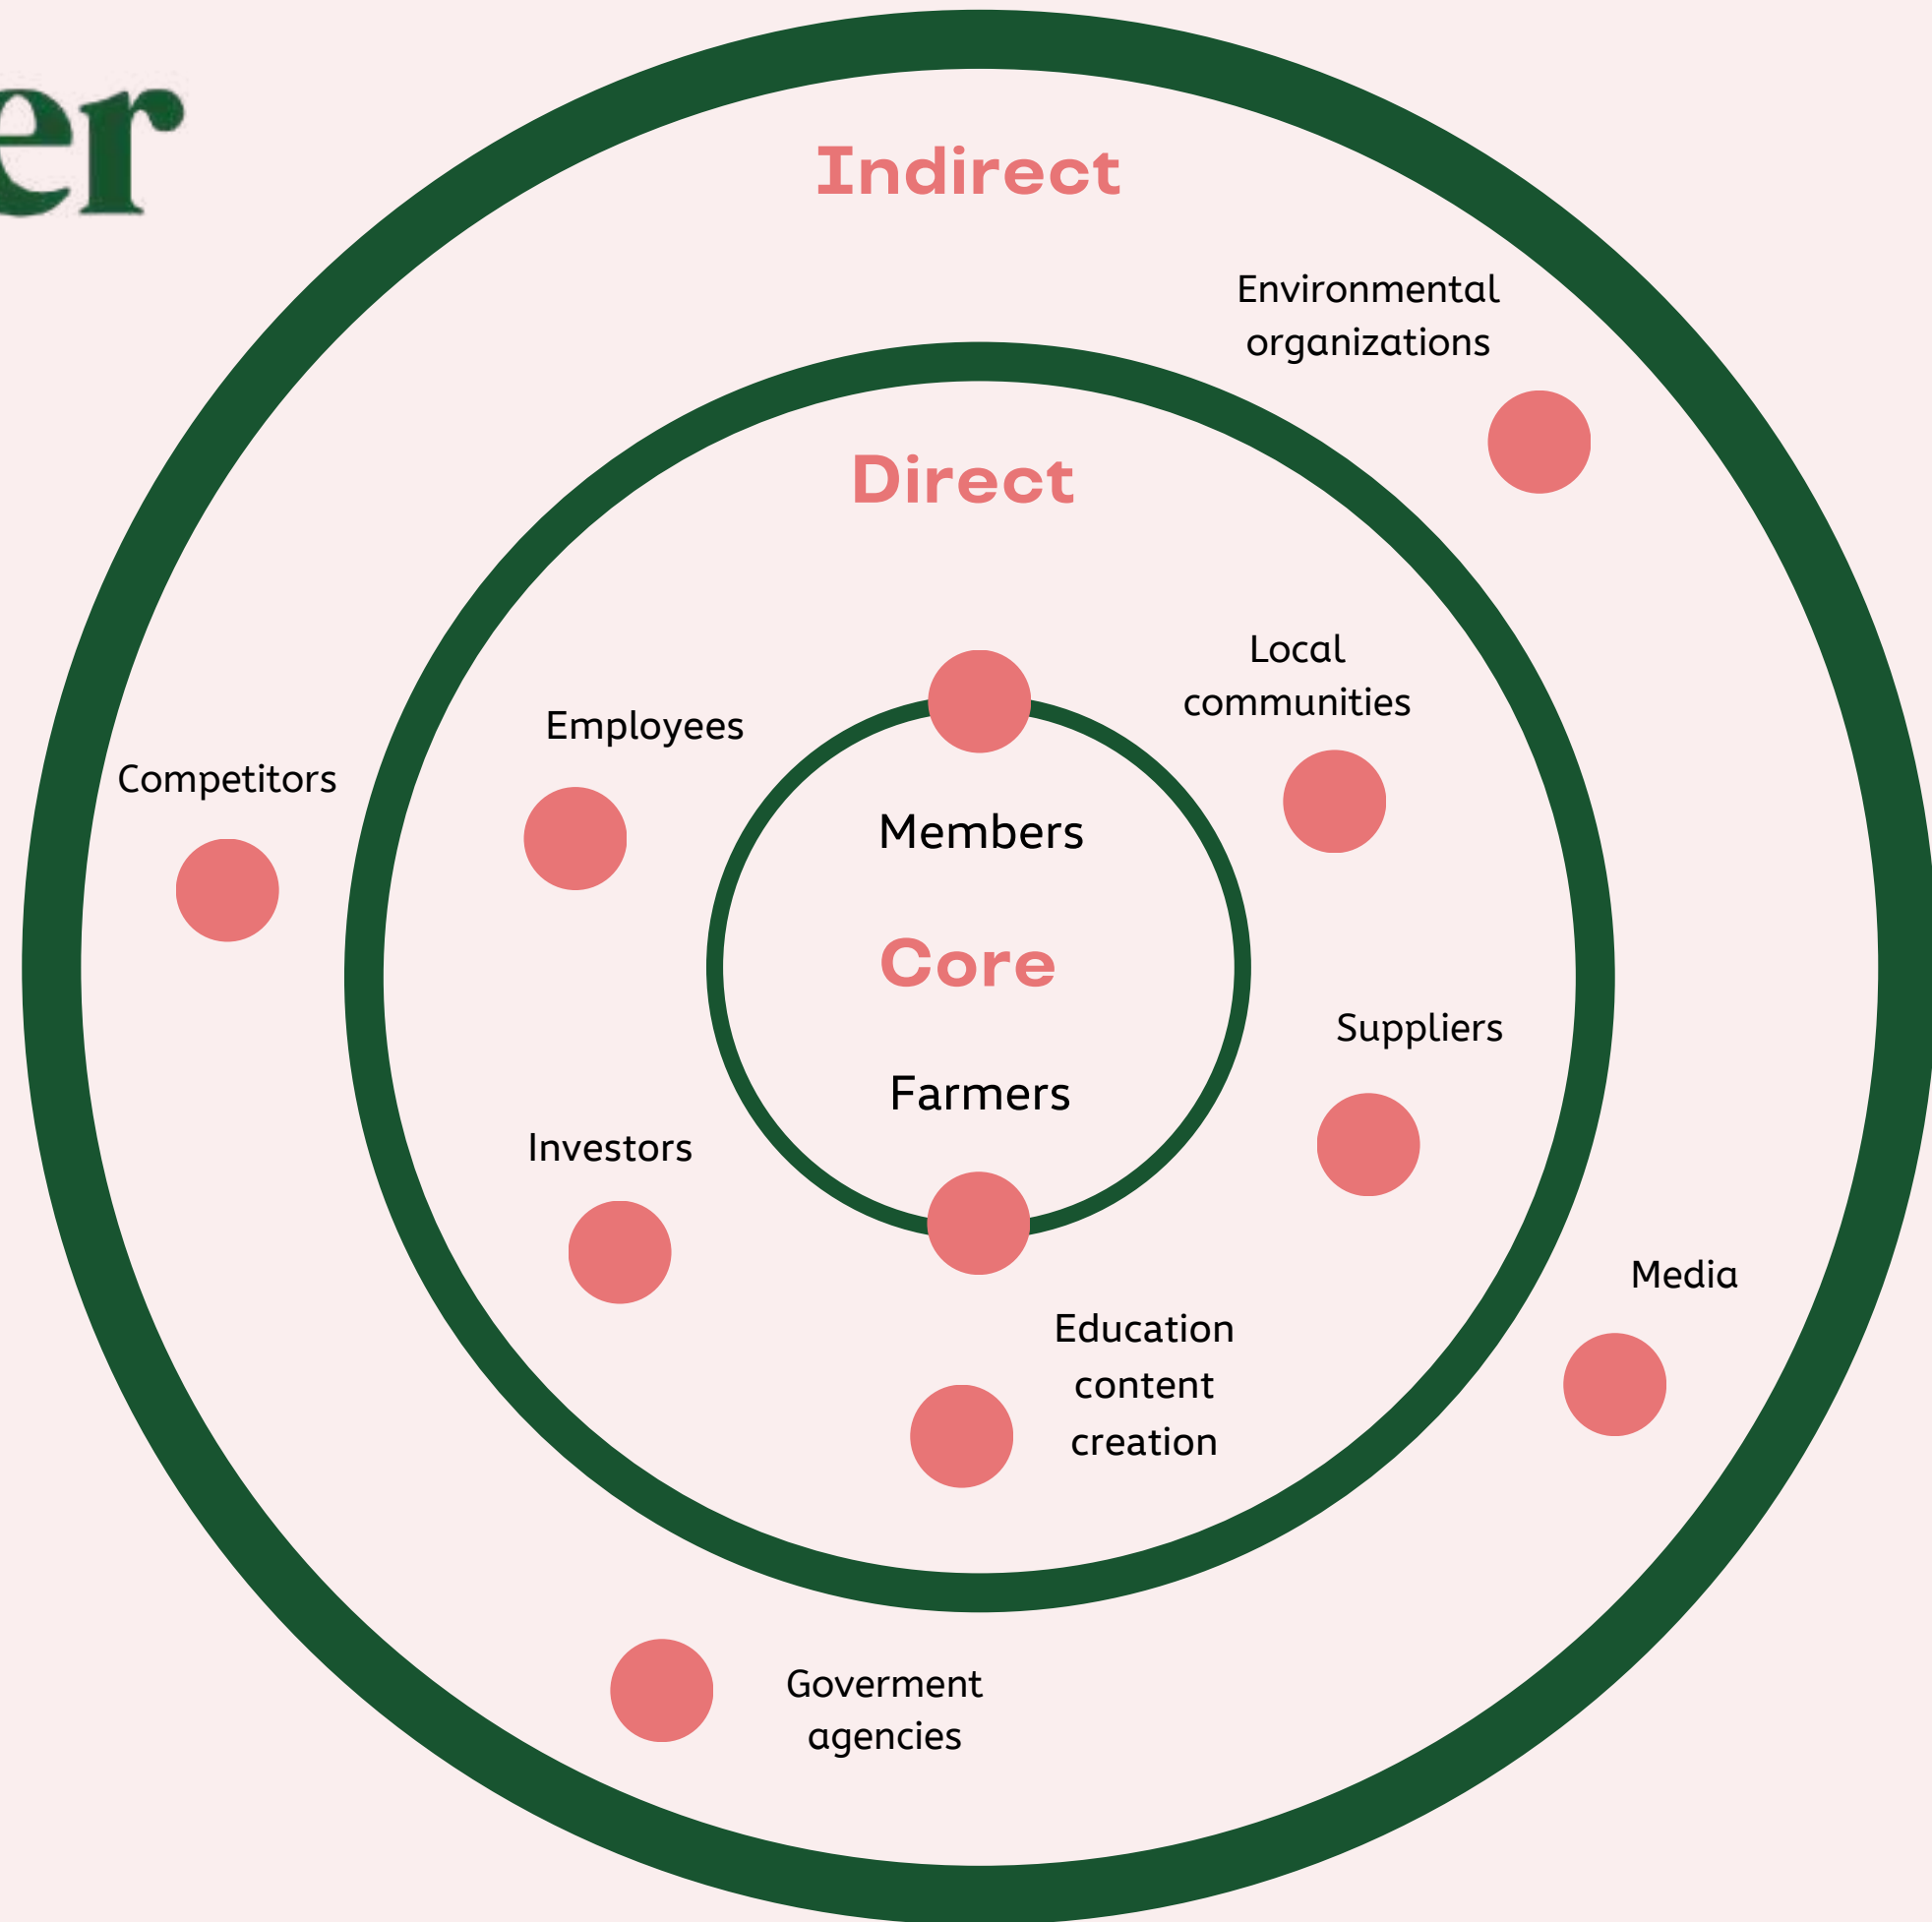 er
Indirect
Environmental
organizations
Direct
Local
communities
Employees
Competitors
Members
Core
Suppliers
Farmers
Investors
Media
Education
content
creation
Goverment
agencies